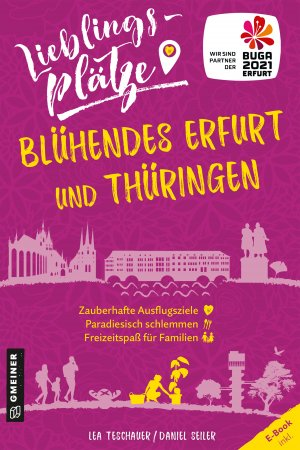 Lieblings-
plätze
WIR SIND
PARTNER
DER
BUGA
2021
ERFURT
BLÜHENDES ERFURT
UND THÜRINGEN
Zauberhafte Ausflugsziele
Paradiesisch schlemmen
Freizeitspaß für Familien
GMEINER
E-Book
inkl.
LEA TESCHAUER/DANIEL SEILER